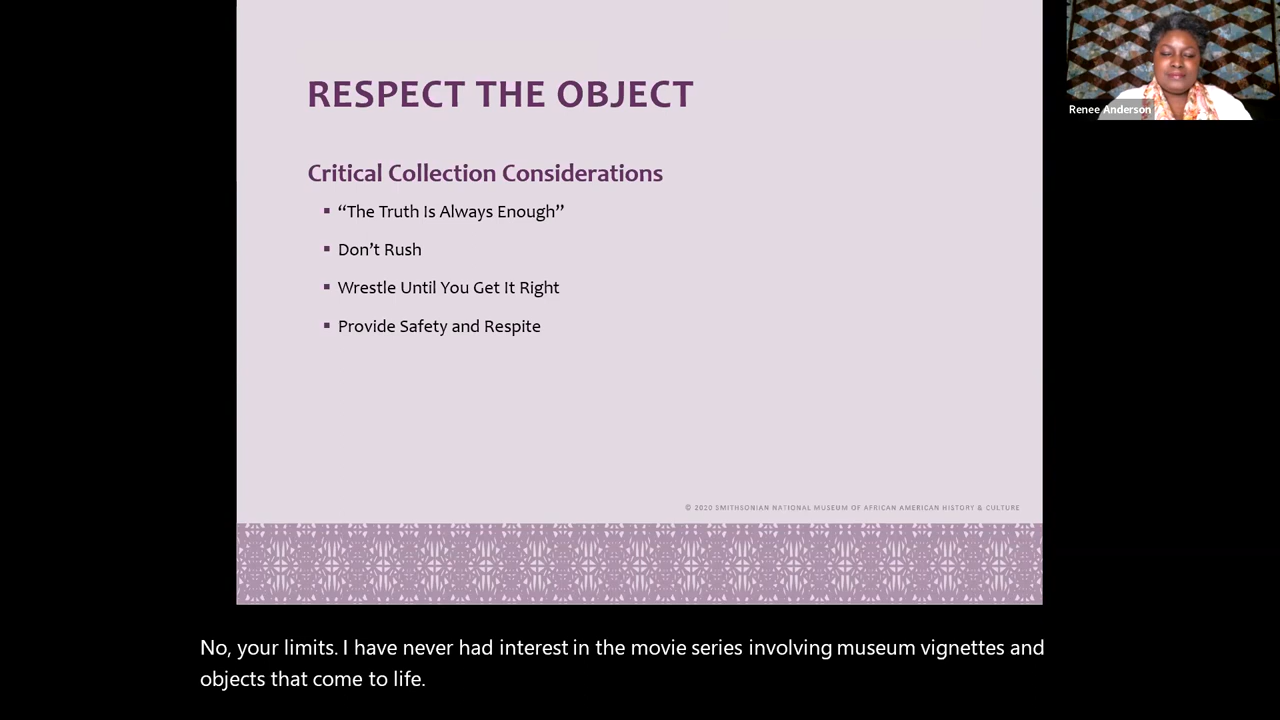 RESPECT THE OBJECT
Renee Anderson
Critical Collection Considerations
▪ “The Truth Is Always Enough”
▪ Don’t Rush
▪ Wrestle Until You Get It Right
▪ Provide Safety and Respite
© 2020 SMITHSONIAN NATIONAL MUSEUM OF AFRICAN AMERICAN HISTORY & CULTURE
No, your limits. I have never had interest in the movie series involving museum vignettes and
objects that come to life.